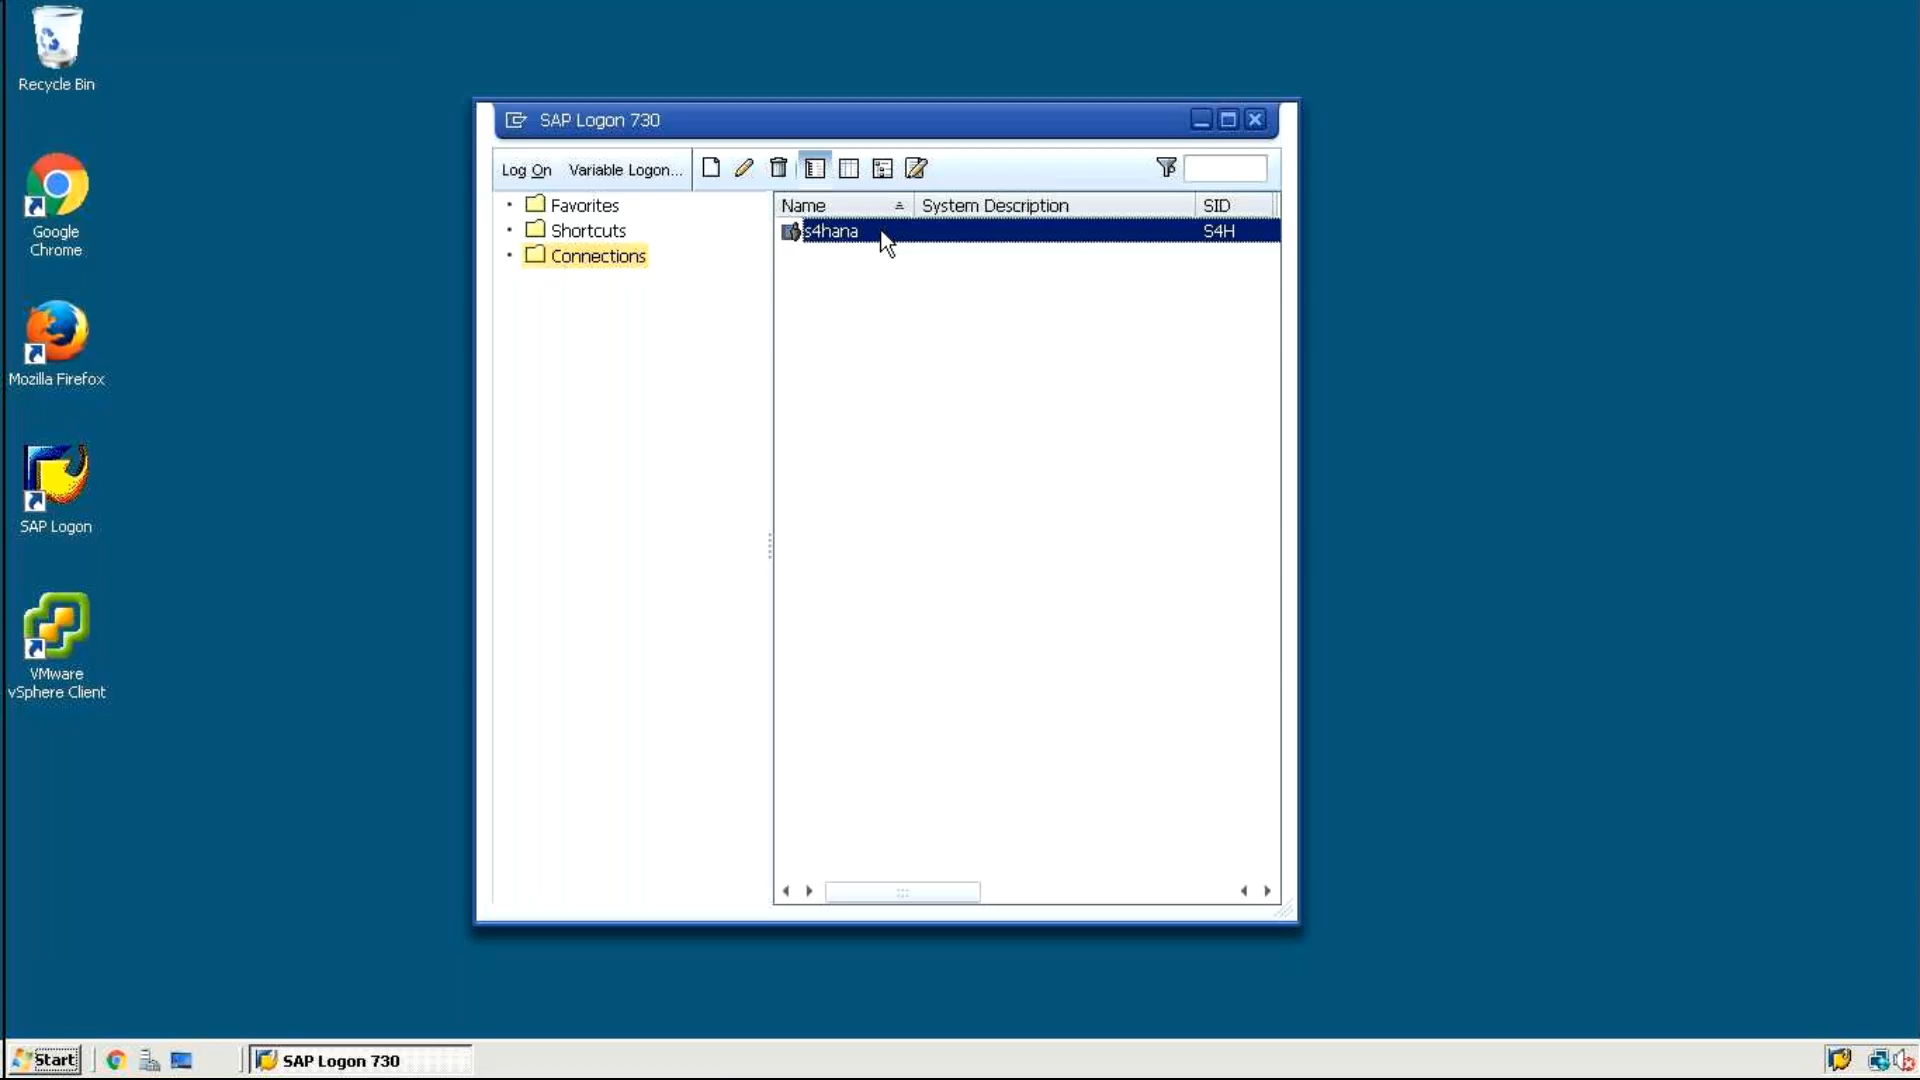 Recycle Bin
Google
Chrome
Mozilla Firefox
SAP Logon
VMware
vSphere Client
SAP Logon 730
Log On Variable Logon...
Favorites
Shortcuts
Connections
Name System Description SID
s4hana S4H
Start SAP Logon 730